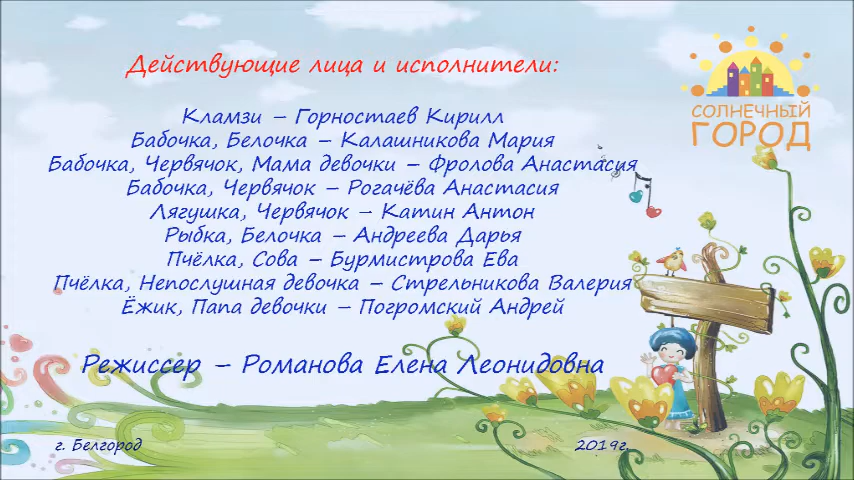 Действующие лица и исполнители:
СОЛНЕЧНЫЙ
ГОРОД
Кламзи – Горностаев Кирилл
Бабочка, Белочка – Калашникова Мария
Бабочка, Червячок, Мама девочки – Фролова Анастасия
Бабочка, Червячок – Рогачёва Анастасия
Лягушка, Червячок – Катин Антон
Рыбка, Белочка – Андреева Дарья
Пчёлка, Сова – Бурмистрова Ева
Пчёлка, Непослушная девочка – Стрельникова Валерия
Ёжик, Папа девочки – Погромский Андрей
Режиссёр – Романова Елена Леонидовна
г. Белгород
2019г.